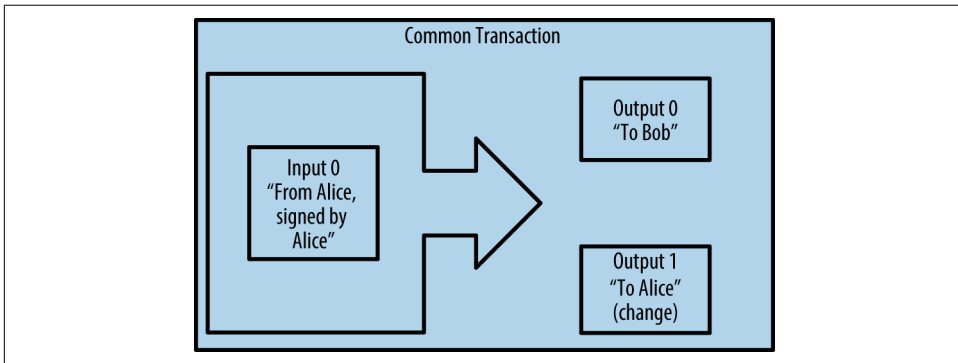 Common Transaction
Input 0
“From Alice,
signed by
Alice”
Output 0
“To Bob”
Output 1
“To Alice”
(change)